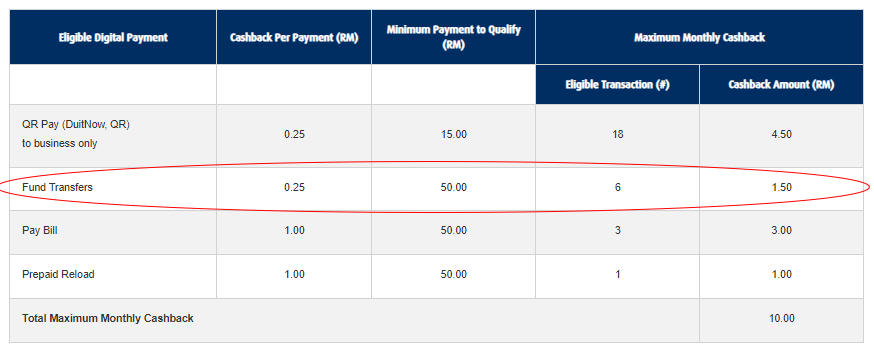 Eligible Digital Payment Cashback Per Payment (RM) Minimum Payment to Qualify (RM) Maximum Monthly Cashback
Eligible Transaction (#) Cashback Amount (RM)
QR Pay (DuitNow, QR)
to business only 0.25 15.00 18 4.50
Fund Transfers 0.25 50.00 6 1.50
Pay Bill 1.00 50.00 3 3.00
Prepaid Reload 1.00 50.00 1 1.00
Total Maximum Monthly Cashback 10.00